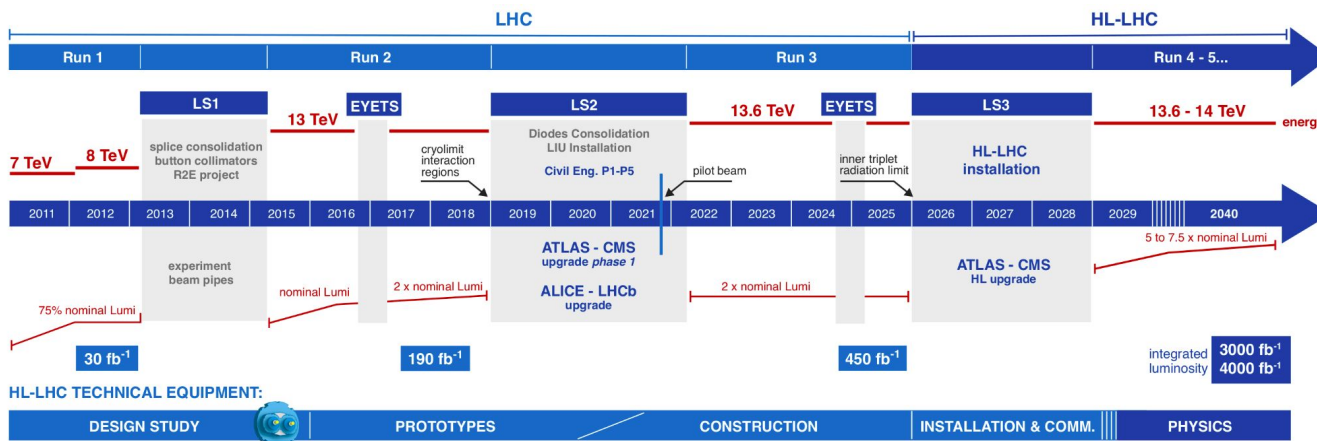 LHC
HL-LHC
Run 1
Run 2
Run 3
Run 4 - 5...
LS1
EYETS
LS2
EYETS
LS3
13 TeV
13.6 TeV
13.6 - 14 TeV
energ
7 TeV
8 TeV
splice consolidation
button collimators
R2E project
cryolimit
interaction
regions
Diodes Consolidation
LIU Installation
Civil Eng. P1-P5
pilot beam
inner triplet
radiation limit
HL-LHC
installation
2011
2012
2013
2014
2015
2016
2017
2018
2019
2020
2021
2022
2023
2024
2025
2026
2027
2028
2029
2040
experiment
beam pipes
ATLAS - CMS
upgrade phase 1
ALICE - LHCb
upgrade
ATLAS - CMS
HL upgrade
5 to 7.5 x nominal Lumi
75% nominal Lumi
nominal Lumi
2 x nominal Lumi
2 x nominal Lumi
30 fb⁻¹
190 fb⁻¹
450 fb⁻¹
integrated
luminosity
3000 fb⁻¹
4000 fb⁻¹
HL-LHC TECHNICAL EQUIPMENT:
DESIGN STUDY
PROTOTYPES
CONSTRUCTION
INSTALLATION & COMM.
PHYSICS